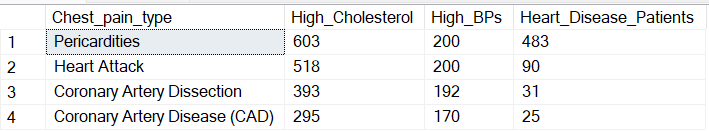 Chest_pain_type High_Cholesterol High_BPs Heart_Disease_Patients
1 Pericardities 603 200 483
2 Heart Attack 518 200 90
3 Coronary Artery Dissection 393 192 31
4 Coronary Artery Disease (CAD) 295 170 25